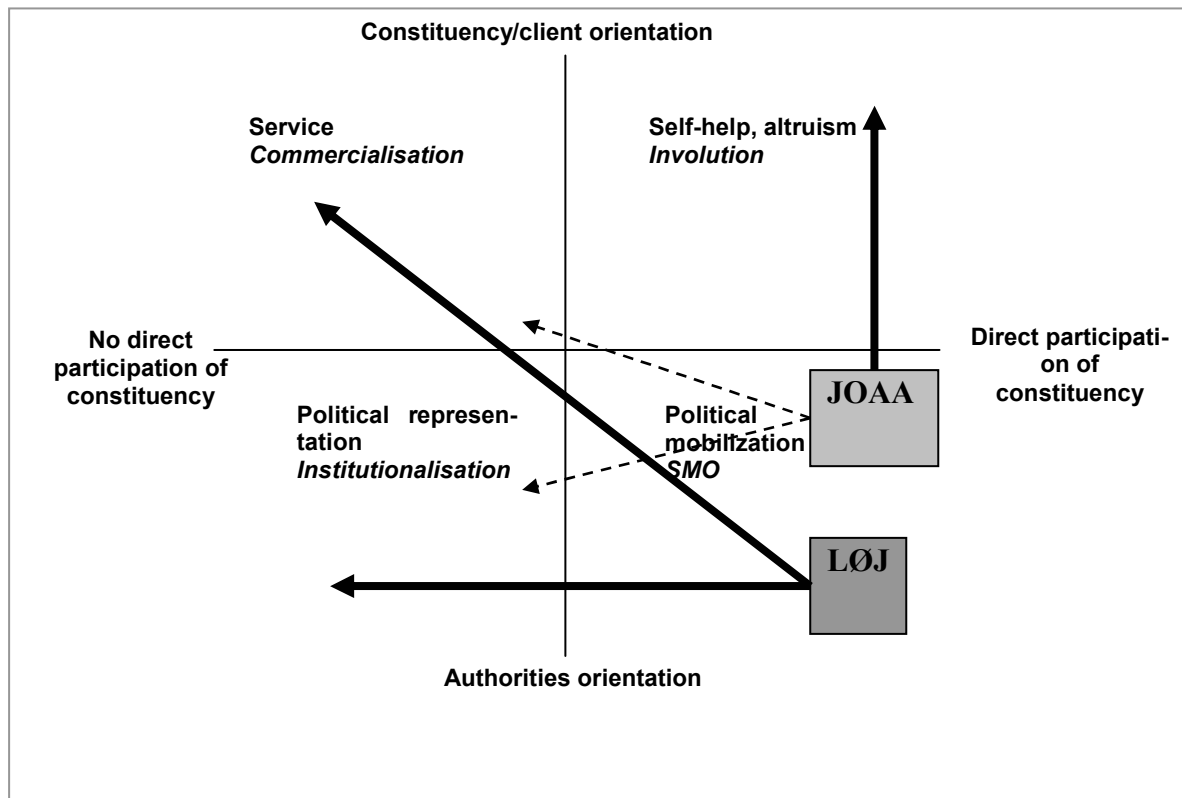 Constituency/client orientation
Service
Commercialisation
Self-help, altruism
Involution
No direct
participation of
constituency
Direct participati-
on of
constituency
JOAA
Political represen-
tation
Institutionalisation
Political
mobilization
SMO
LØJ
Authorities orientation